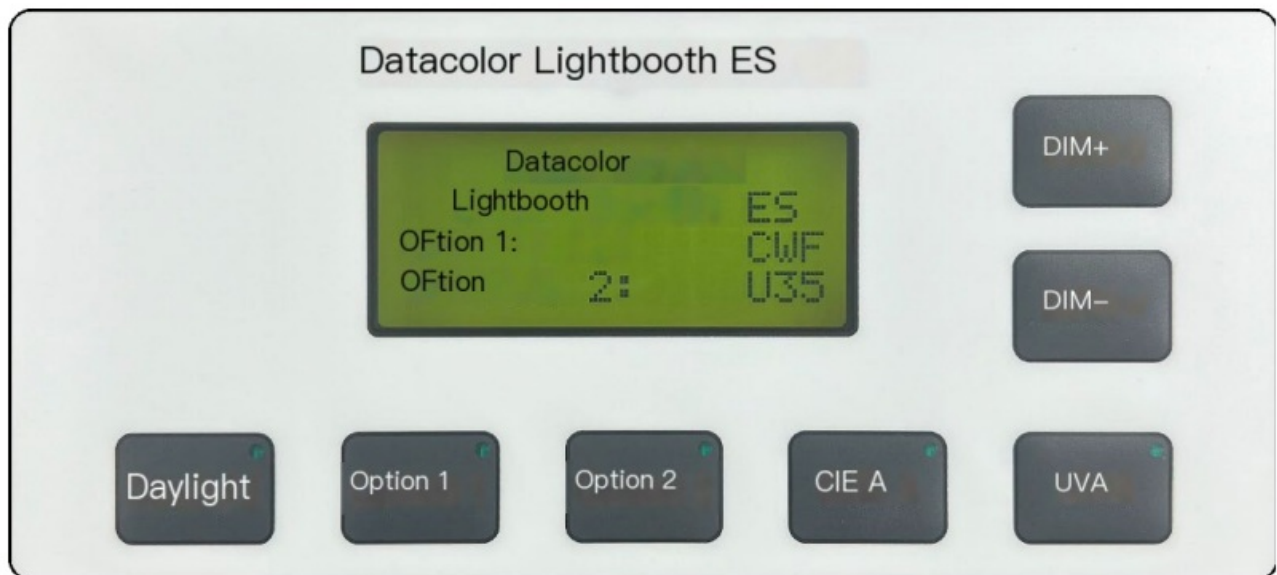 Datacolor Lightbooth ES
Datacolor
Lightbooth ES
OFtion 1: CWF
OFtion 2: U35
DIM+
DIM–
Daylight
Option 1
Option 2
CIE A
UVA